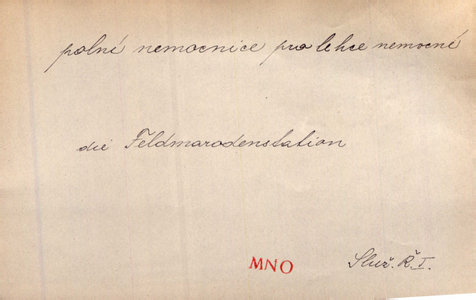 polní nemocnice pro lehce nemocné
die Feldmarodenstation
MNO
Služ. Ř. I.